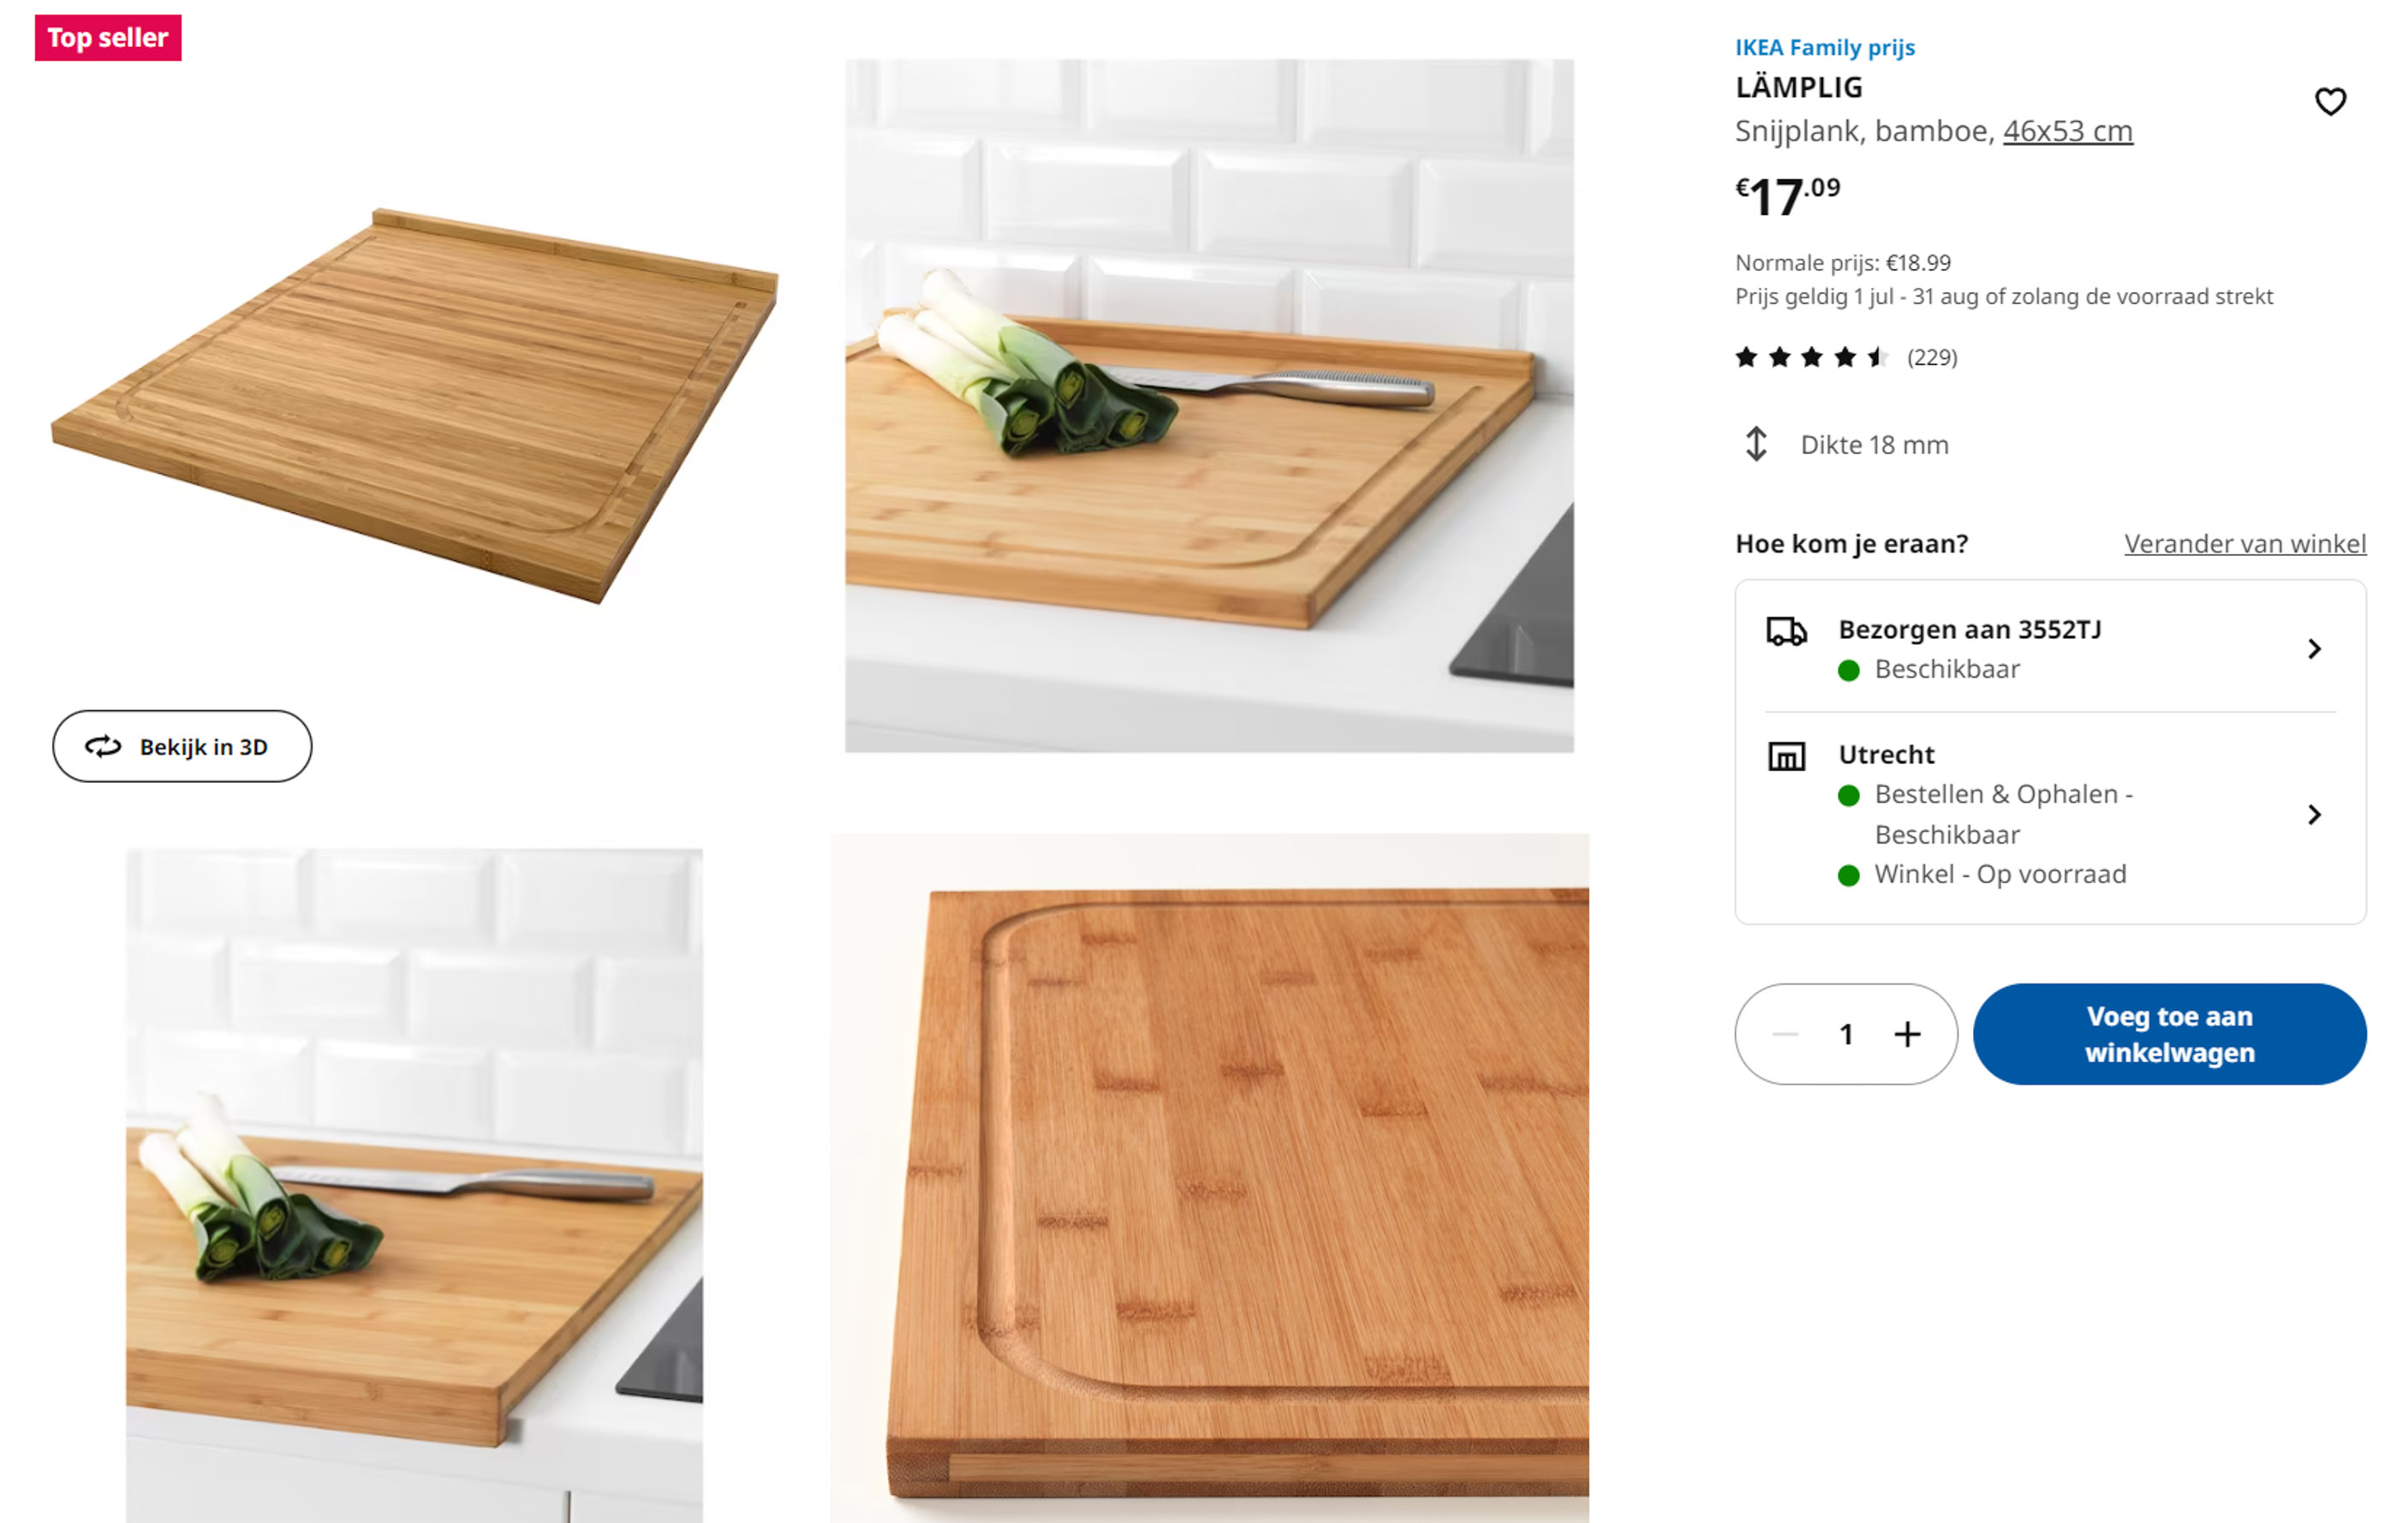 Top seller
Bekijk in 3D
IKEA Family prijs
LÄMPLIG
Snijplank, bamboe, 46x53 cm
€17.09
Normale prijs: €18.99
Prijs geldig 1 jul - 31 aug of zolang de voorraad strekt
(229)
Dikte 18 mm
Hoe kom je eraan? Verander van winkel
Bezorgen aan 3552TJ
Beschikbaar
Utrecht
Bestellen & Ophalen -
Beschikbaar
Winkel - Op voorraad
1
Voeg toe aan
winkelwagen